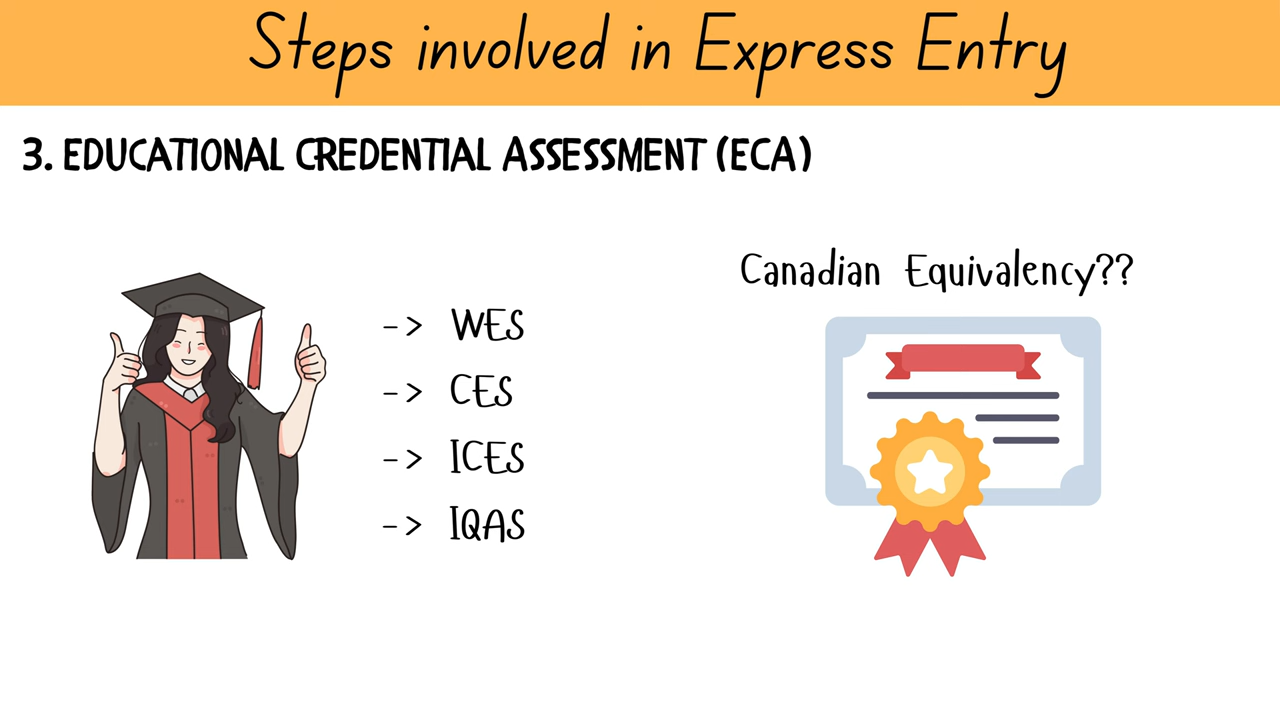 Steps involved in Express Entry
3. EDUCATIONAL CREDENTIAL ASSESSMENT (ECA)
Canadian Equivalency??
-> WES
-> CES
-> ICES
-> IQAS